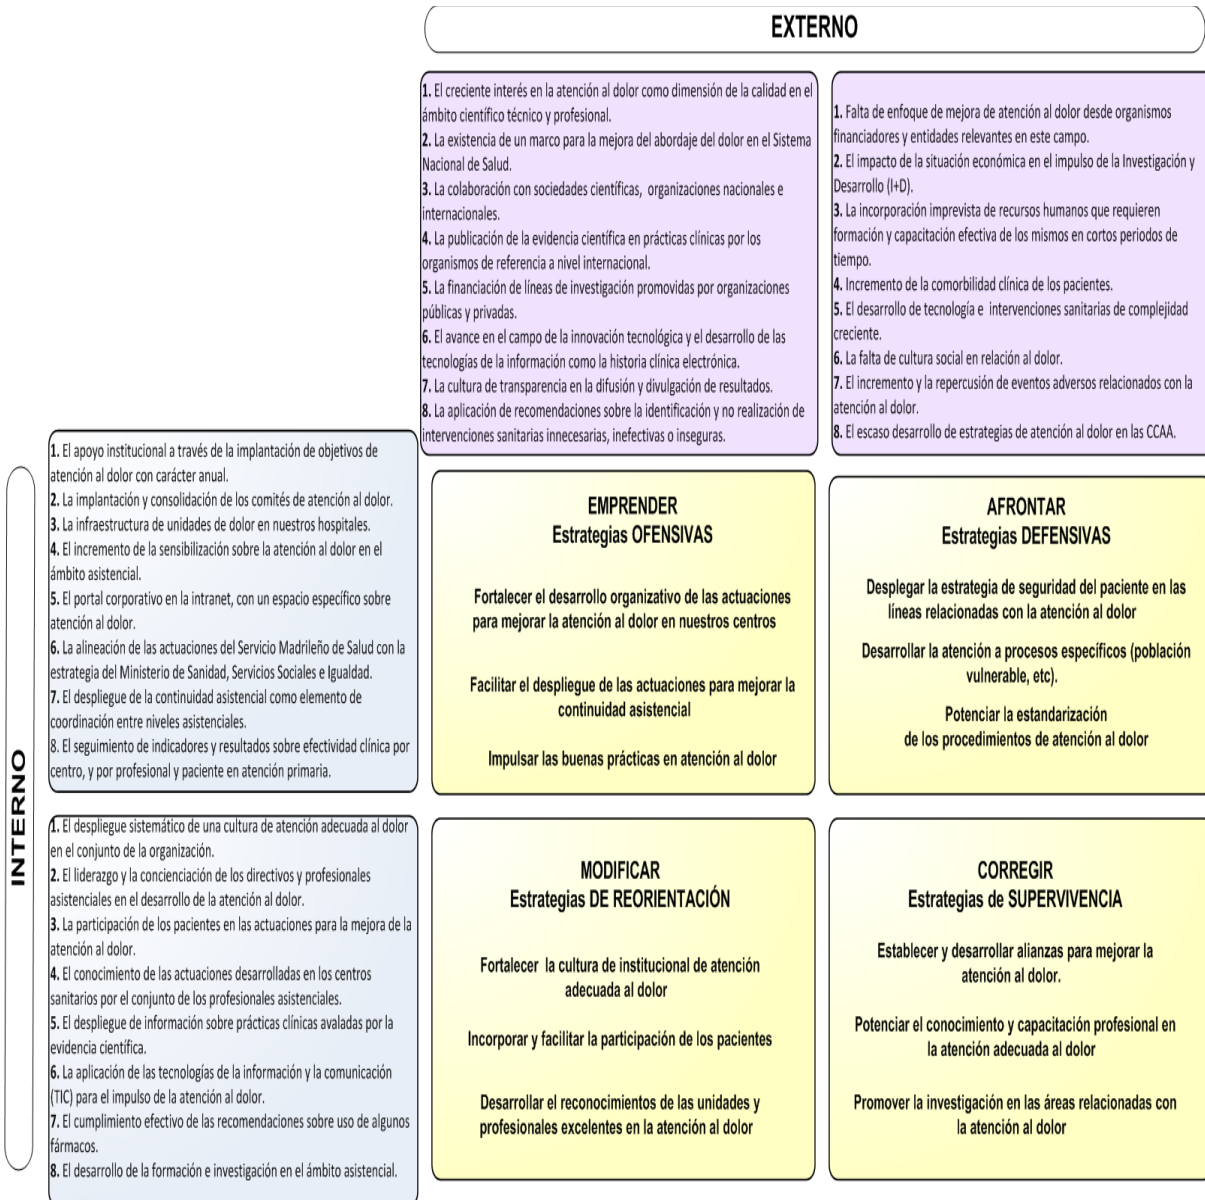 EXTERNO
1. El creciente interés en la atención al dolor como dimensión de la calidad en el
ámbito científico técnico y profesional.
2. La existencia de un marco para la mejora del abordaje del dolor en el Sistema
Nacional de Salud.
3. La colaboración con sociedades científicas, organizaciones nacionales e
internacionales.
4. La publicación de la evidencia científica en prácticas clínicas por los
organismos de referencia a nivel internacional.
5. La financiación de líneas de investigación promovidas por organizaciones
públicas y privadas.
6. El avance en el campo de la innovación tecnológica y el desarrollo de las
tecnologías de la información como la historia clínica electrónica.
7. La cultura de transparencia en la difusión y divulgación de resultados.
8. La aplicación de recomendaciones sobre la identificación y no realización de
intervenciones sanitarias innecesarias, inefectivas o inseguras.
1. Falta de enfoque de mejora de atención al dolor desde organismos
financiadores y entidades relevantes en este campo.
2. El impacto de la situación económica en el impulso de la Investigación y
Desarrollo (I+D).
3. La incorporación imprevista de recursos humanos que requieren
formación y capacitación efectiva de los mismos en cortos periodos de
tiempo.
4. Incremento de la comorbilidad clínica de los pacientes.
5. El desarrollo de tecnología e intervenciones sanitarias de complejidad
creciente.
6. La falta de cultura social en relación al dolor.
7. El incremento y la repercusión de eventos adversos relacionados con la
atención al dolor.
8. El escaso desarrollo de estrategias de atención al dolor en las CCAA.
INTERNO
1. El apoyo institucional a través de la implantación de objetivos de
atención al dolor con carácter anual.
2. La implantación y consolidación de los comités de atención al dolor.
3. La infraestructura de unidades de dolor en nuestros hospitales.
4. El incremento de la sensibilización sobre la atención al dolor en el
ámbito asistencial.
5. El portal corporativo en la intranet, con un espacio específico sobre
atención al dolor.
6. La alineación de las actuaciones del Servicio Madrileño de Salud con la
estrategia del Ministerio de Sanidad, Servicios Sociales e Igualdad.
7. El despliegue de la continuidad asistencial como elemento de
coordinación entre niveles asistenciales.
8. El seguimiento de indicadores y resultados sobre efectividad clínica por
centro, y por profesional y paciente en atención primaria.
EMPRENDER
Estrategias OFENSIVAS
Fortalecer el desarrollo organizativo de las actuaciones
para mejorar la atención al dolor en nuestros centros
Facilitar el despliegue de las actuaciones para mejorar la
continuidad asistencial
Impulsar las buenas prácticas en atención al dolor
AFRONTAR
Estrategias DEFENSIVAS
Desplegar la estrategia de seguridad del paciente en las
líneas relacionadas con la atención al dolor
Desarrollar la atención a procesos específicos (población
vulnerable, etc).
Potenciar la estandarización
de los procedimientos de atención al dolor
1. El despliegue sistemático de una cultura de atención adecuada al dolor
en el conjunto de la organización.
2. El liderazgo y la concienciación de los directivos y profesionales
asistenciales en el desarrollo de la atención al dolor.
3. La participación de los pacientes en las actuaciones para la mejora de la
atención al dolor.
4. El conocimiento de las actuaciones desarrolladas en los centros
sanitarios por el conjunto de los profesionales asistenciales.
5. El despliegue de información sobre prácticas clínicas avaladas por la
evidencia científica.
6. La aplicación de las tecnologías de la información y la comunicación
(TIC) para el impulso de la atención al dolor.
7. El cumplimiento efectivo de las recomendaciones sobre uso de algunos
fármacos.
8. El desarrollo de la formación e investigación en el ámbito asistencial.
MODIFICAR
Estrategias DE REORIENTACIÓN
Fortalecer la cultura de institucional de atención
adecuada al dolor
Incorporar y facilitar la participación de los pacientes
Desarrollar el reconocimientos de las unidades y
profesionales excelentes en la atención al dolor
CORREGIR
Estrategias de SUPERVIVENCIA
Establecer y desarrollar alianzas para mejorar la
atención al dolor.
Potenciar el conocimiento y capacitación profesional en
la atención adecuada al dolor
Promover la investigación en las áreas relacionadas con
la atención al dolor